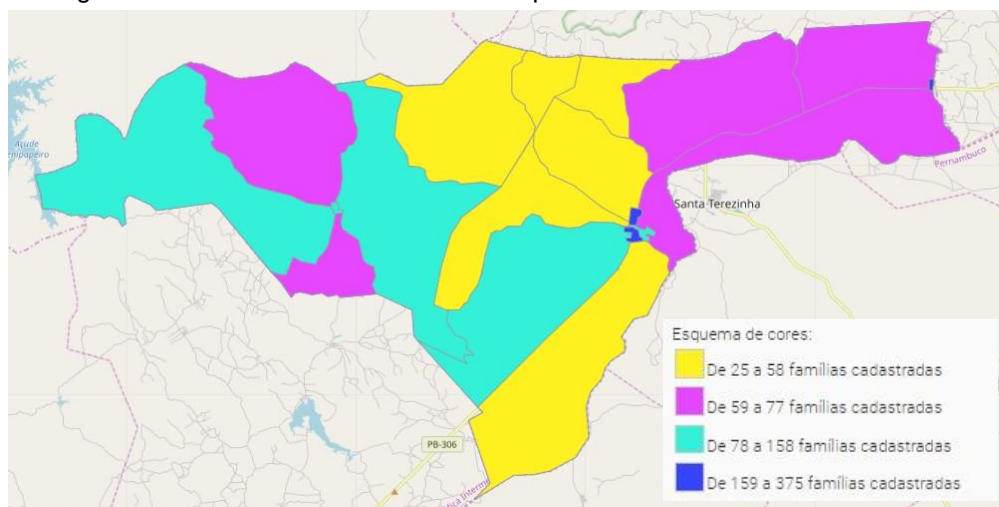 Açude
Santa Terezinha
Pernambuco
PB-306
Esquema de cores:
De 25 a 58 famílias cadastradas
De 59 a 77 famílias cadastradas
De 78 a 158 famílias cadastradas
De 159 a 375 famílias cadastradas